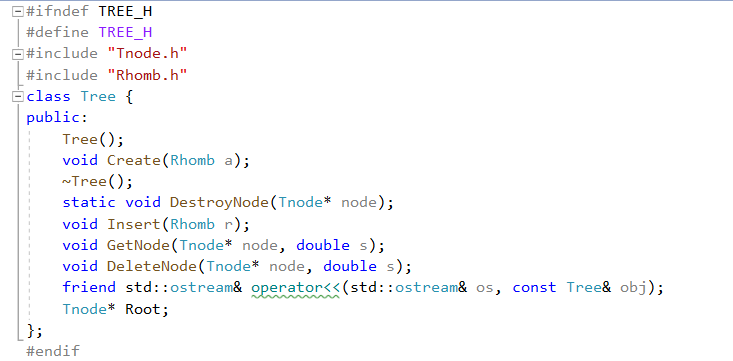 #ifndef TREE_H
#define TREE_H
#include "Tnode.h"
#include "Rhomb.h"
class Tree {
public:
    Tree();
    void Create(Rhomb a);
    ~Tree();
    static void DestroyNode(Tnode* node);
    void Insert(Rhomb r);
    void GetNode(Tnode* node, double s);
    void DeleteNode(Tnode* node, double s);
    friend std::ostream& operator<<(std::ostream& os, const Tree& obj);
    Tnode* Root;
};
#endif